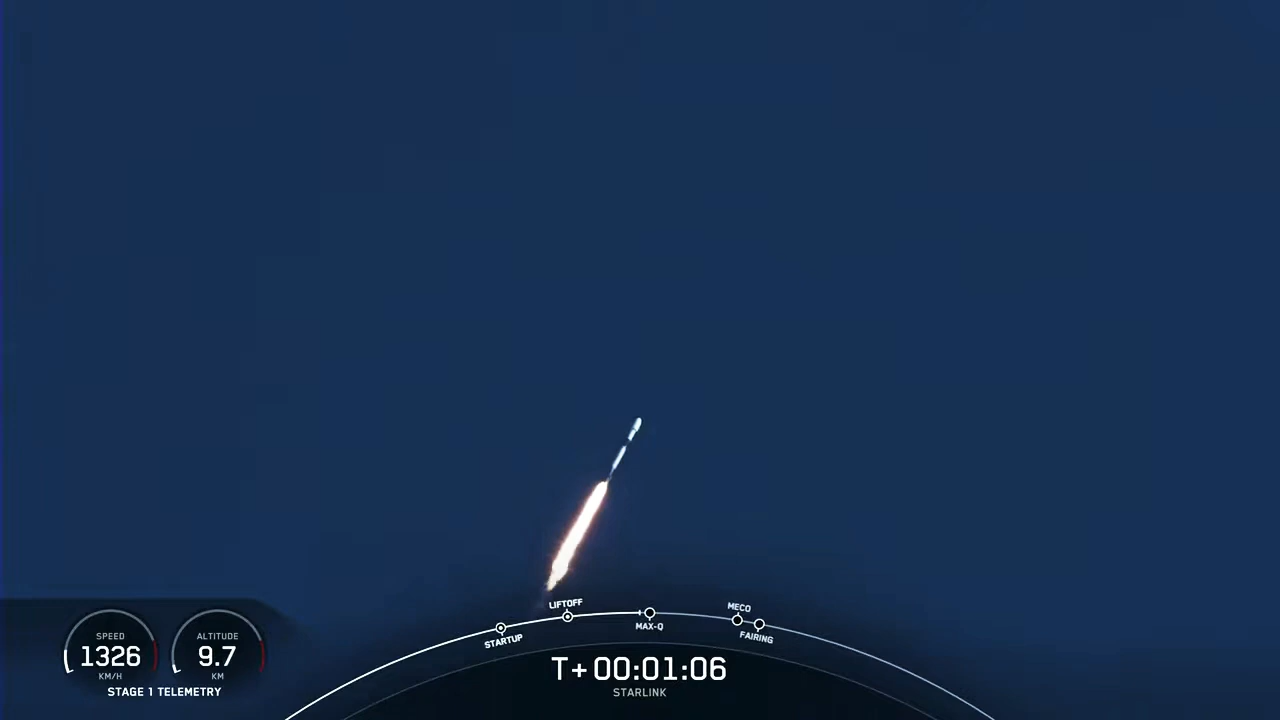 LIFTOFF
MECO
STARTUP
MAX-Q
FAIRING
SPEED
1326
KM/H
ALTITUDE
9.7
KM
STAGE 1 TELEMETRY
T+00:01:06
STARLINK